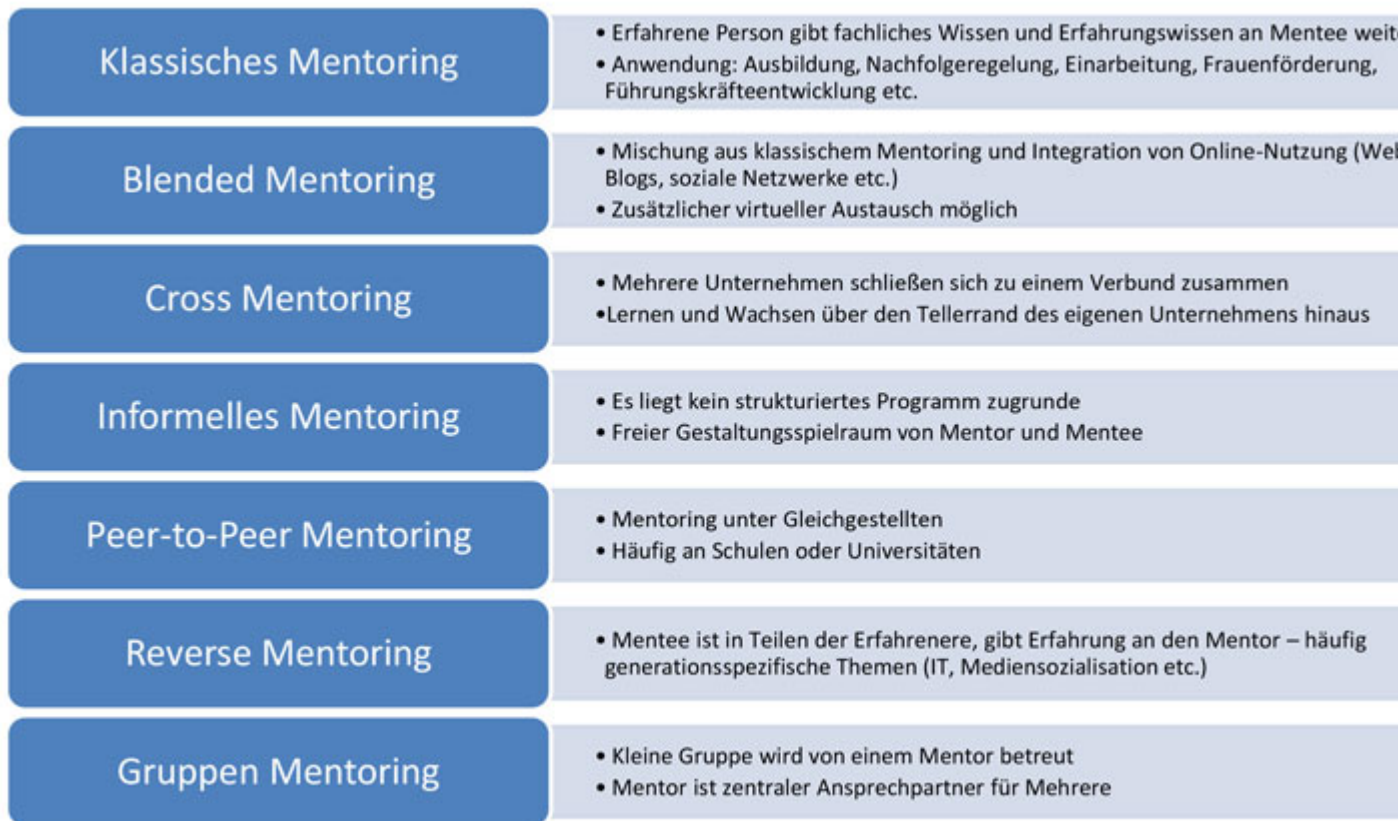 Klassisches Mentoring
• Erfahrene Person gibt fachliches Wissen und Erfahrungswissen an Mentee
• Anwendung: Ausbildung, Nachfolgeregelung, Einarbeitung, Frauenförderung,
Führungskräfteentwicklung etc.
Blended Mentoring
• Mischung aus klassischem Mentoring und Integration von Online-Nutzung
Blogs, soziale Netzwerke etc.)
• Zusätzlicher virtueller Austausch möglich
Cross Mentoring
• Mehrere Unternehmen schließen sich zu einem Verbund zusammen
•Lernen und Wachsen über den Tellerrand des eigenen Unternehmens hinaus
Informelles Mentoring
• Es liegt kein strukturiertes Programm zugrunde
• Freier Gestaltungsspielraum von Mentor und Mentee
Peer-to-Peer Mentoring
• Mentoring unter Gleichgestellten
• Häufig an Schulen oder Universitäten
Reverse Mentoring
• Mentee ist in Teilen der Erfahrenere, gibt Erfahrung an den Mentor – häufig
generationsspezifische Themen (IT, Mediensozialisation etc.)
Gruppen Mentoring
• Kleine Gruppe wird von einem Mentor betreut
• Mentor ist zentraler Ansprechpartner für Mehrere